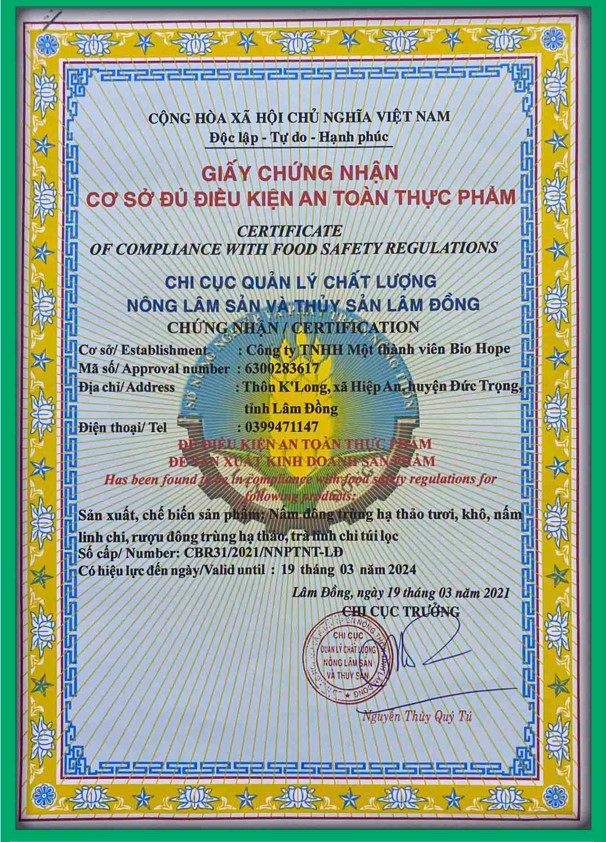 CỘNG HÒA XÃ HỘI CHỦ NGHĨA VIỆT NAM
Độc lập - Tự do - Hạnh phúc
GIẤY CHỨNG NHẬN
CƠ SỞ ĐỦ ĐIỀU KIỆN AN TOÀN THỰC PHẨM
CERTIFICATE
OF COMPLIANCE WITH FOOD SAFETY REGULATIONS
CHI CỤC QUẢN LÝ CHẤT LƯỢNG
NÔNG LÂM SẢN VÀ THỦY SẢN LÂM ĐỒNG
CHỨNG NHẬN / CERTIFICATION
Cơ sở/ Establishment : Công ty TNHH Một thành viên Bio Hope
Mã số/ Approval number : 6300283617
Địa chỉ/ Address : Thôn K'Long, xã Hiệp An, huyện Đức Trọng,
tỉnh Lâm Đồng
Điện thoại/ Tel : 0399471147
ĐỦ ĐIỀU KIỆN AN TOÀN THỰC PHẨM
ĐỂ SẢN XUẤT KINH DOANH SẢN PHẨM
Has been found to be in compliance with food safety regulations for
following products:
Sản xuất, chế biến sản phẩm: Nấm đông trùng hạ thảo tươi, khô, nấm
linh chi, rượu đông trùng hạ thảo, trà linh chi túi lọc
Số cấp/ Number: CBR31/2021/NNPTNT-LĐ
Có hiệu lực đến ngày/Valid until : 19 tháng 03 năm 2024
Lâm Đồng, ngày 19 tháng 03 năm 2021
CHI CỤC TRƯỞNG
CHI CỤC
QUẢN LÝ CHẤT LƯỢNG
NÔNG LÂM SẢN
VÀ THỦY SẢN
Nguyễn Thùy Quý Tú